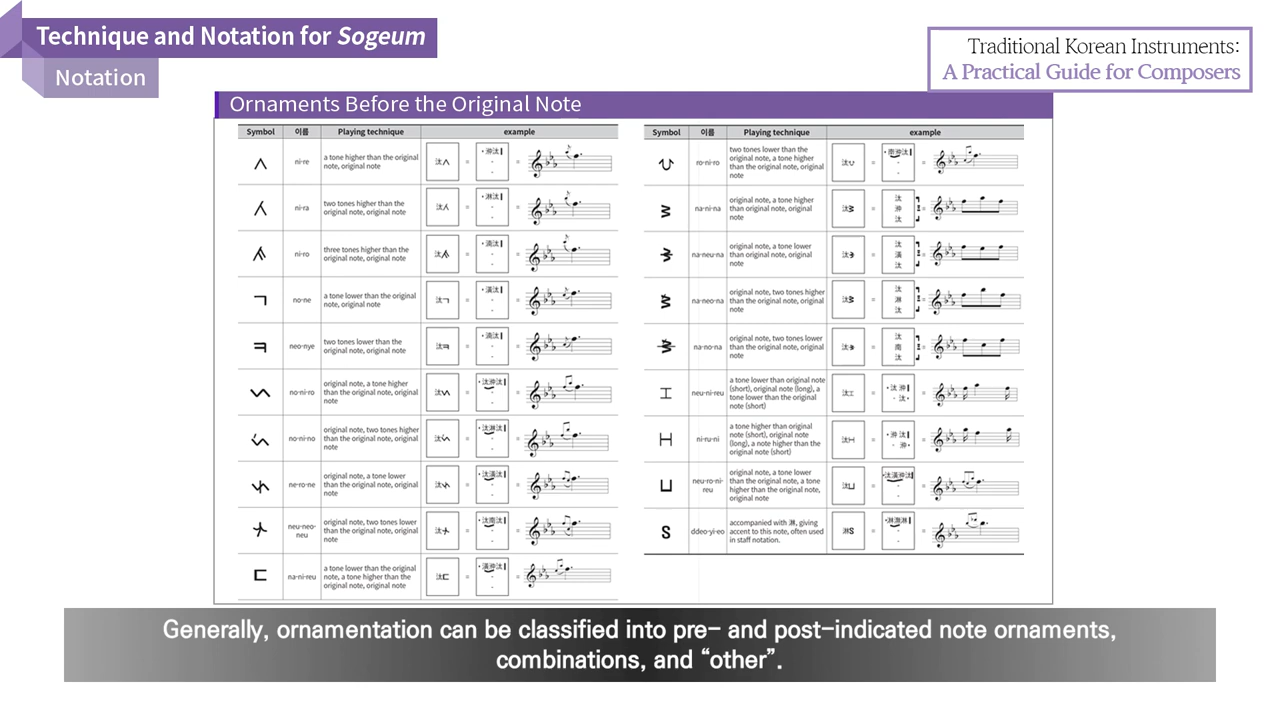 Technique and Notation for Sogeum
Notation
Traditional Korean Instruments:
A Practical Guide for Composers
Ornaments Before the Original Note
Symbol 이름 Playing technique example
ni-re a tone higher than the original
note, original note
ni-ra two tones higher than the
original note, original note
ni-ro three tones higher than the
original note, original note
no-ne a tone lower than the original
note, original note
neo-nye two tones lower than the
original note, original note
no-ni-ro original note, a tone higher
than the original note, original
note
no-ni-no original note, two tones higher
than the original note, original
note
ne-ro-ne original note, a tone lower
than the original note, original
note
neu-neo-
neu original note, two tones lower
than the original note, original
note
na-ni-reu a tone lower than the original
note, a tone higher than the
original note, original note
Symbol 이름 Playing technique example
ro-ni-ro two tones lower than the
original note, a tone higher
than the original note, original
note
na-ni-na original note, a tone higher
than original note, original
note
na-neu-na original note, a tone lower
than original note, original
note
na-neo-na original note, two tones higher
than the original note, original
note
na-no-na original note, two tones lower
than the original note, original
note
neu-ni-reu a tone lower than original note
(short), original note (long), a
tone lower than the original
note (short)
ni-ru-ni a tone higher than original
note (short), original note
(long), a note higher than the
original note (short)
neu-ro-ni-
reu original note, a tone lower
than the original note, a tone
higher than the original note,
original note
ddeo-yi-eo accompanied with 淋, giving
accent to this note, often used
in staff notation.
Generally, ornamentation can be classified into pre- and post-indicated note ornaments,
combinations, and “other”.